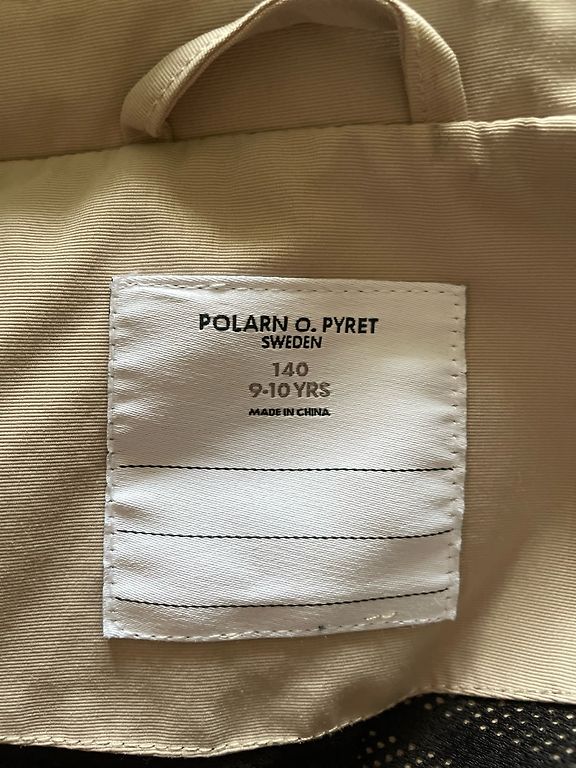 POLARN O. PYRET
SWEDEN
140
9-10 YRS
MADE IN CHINA